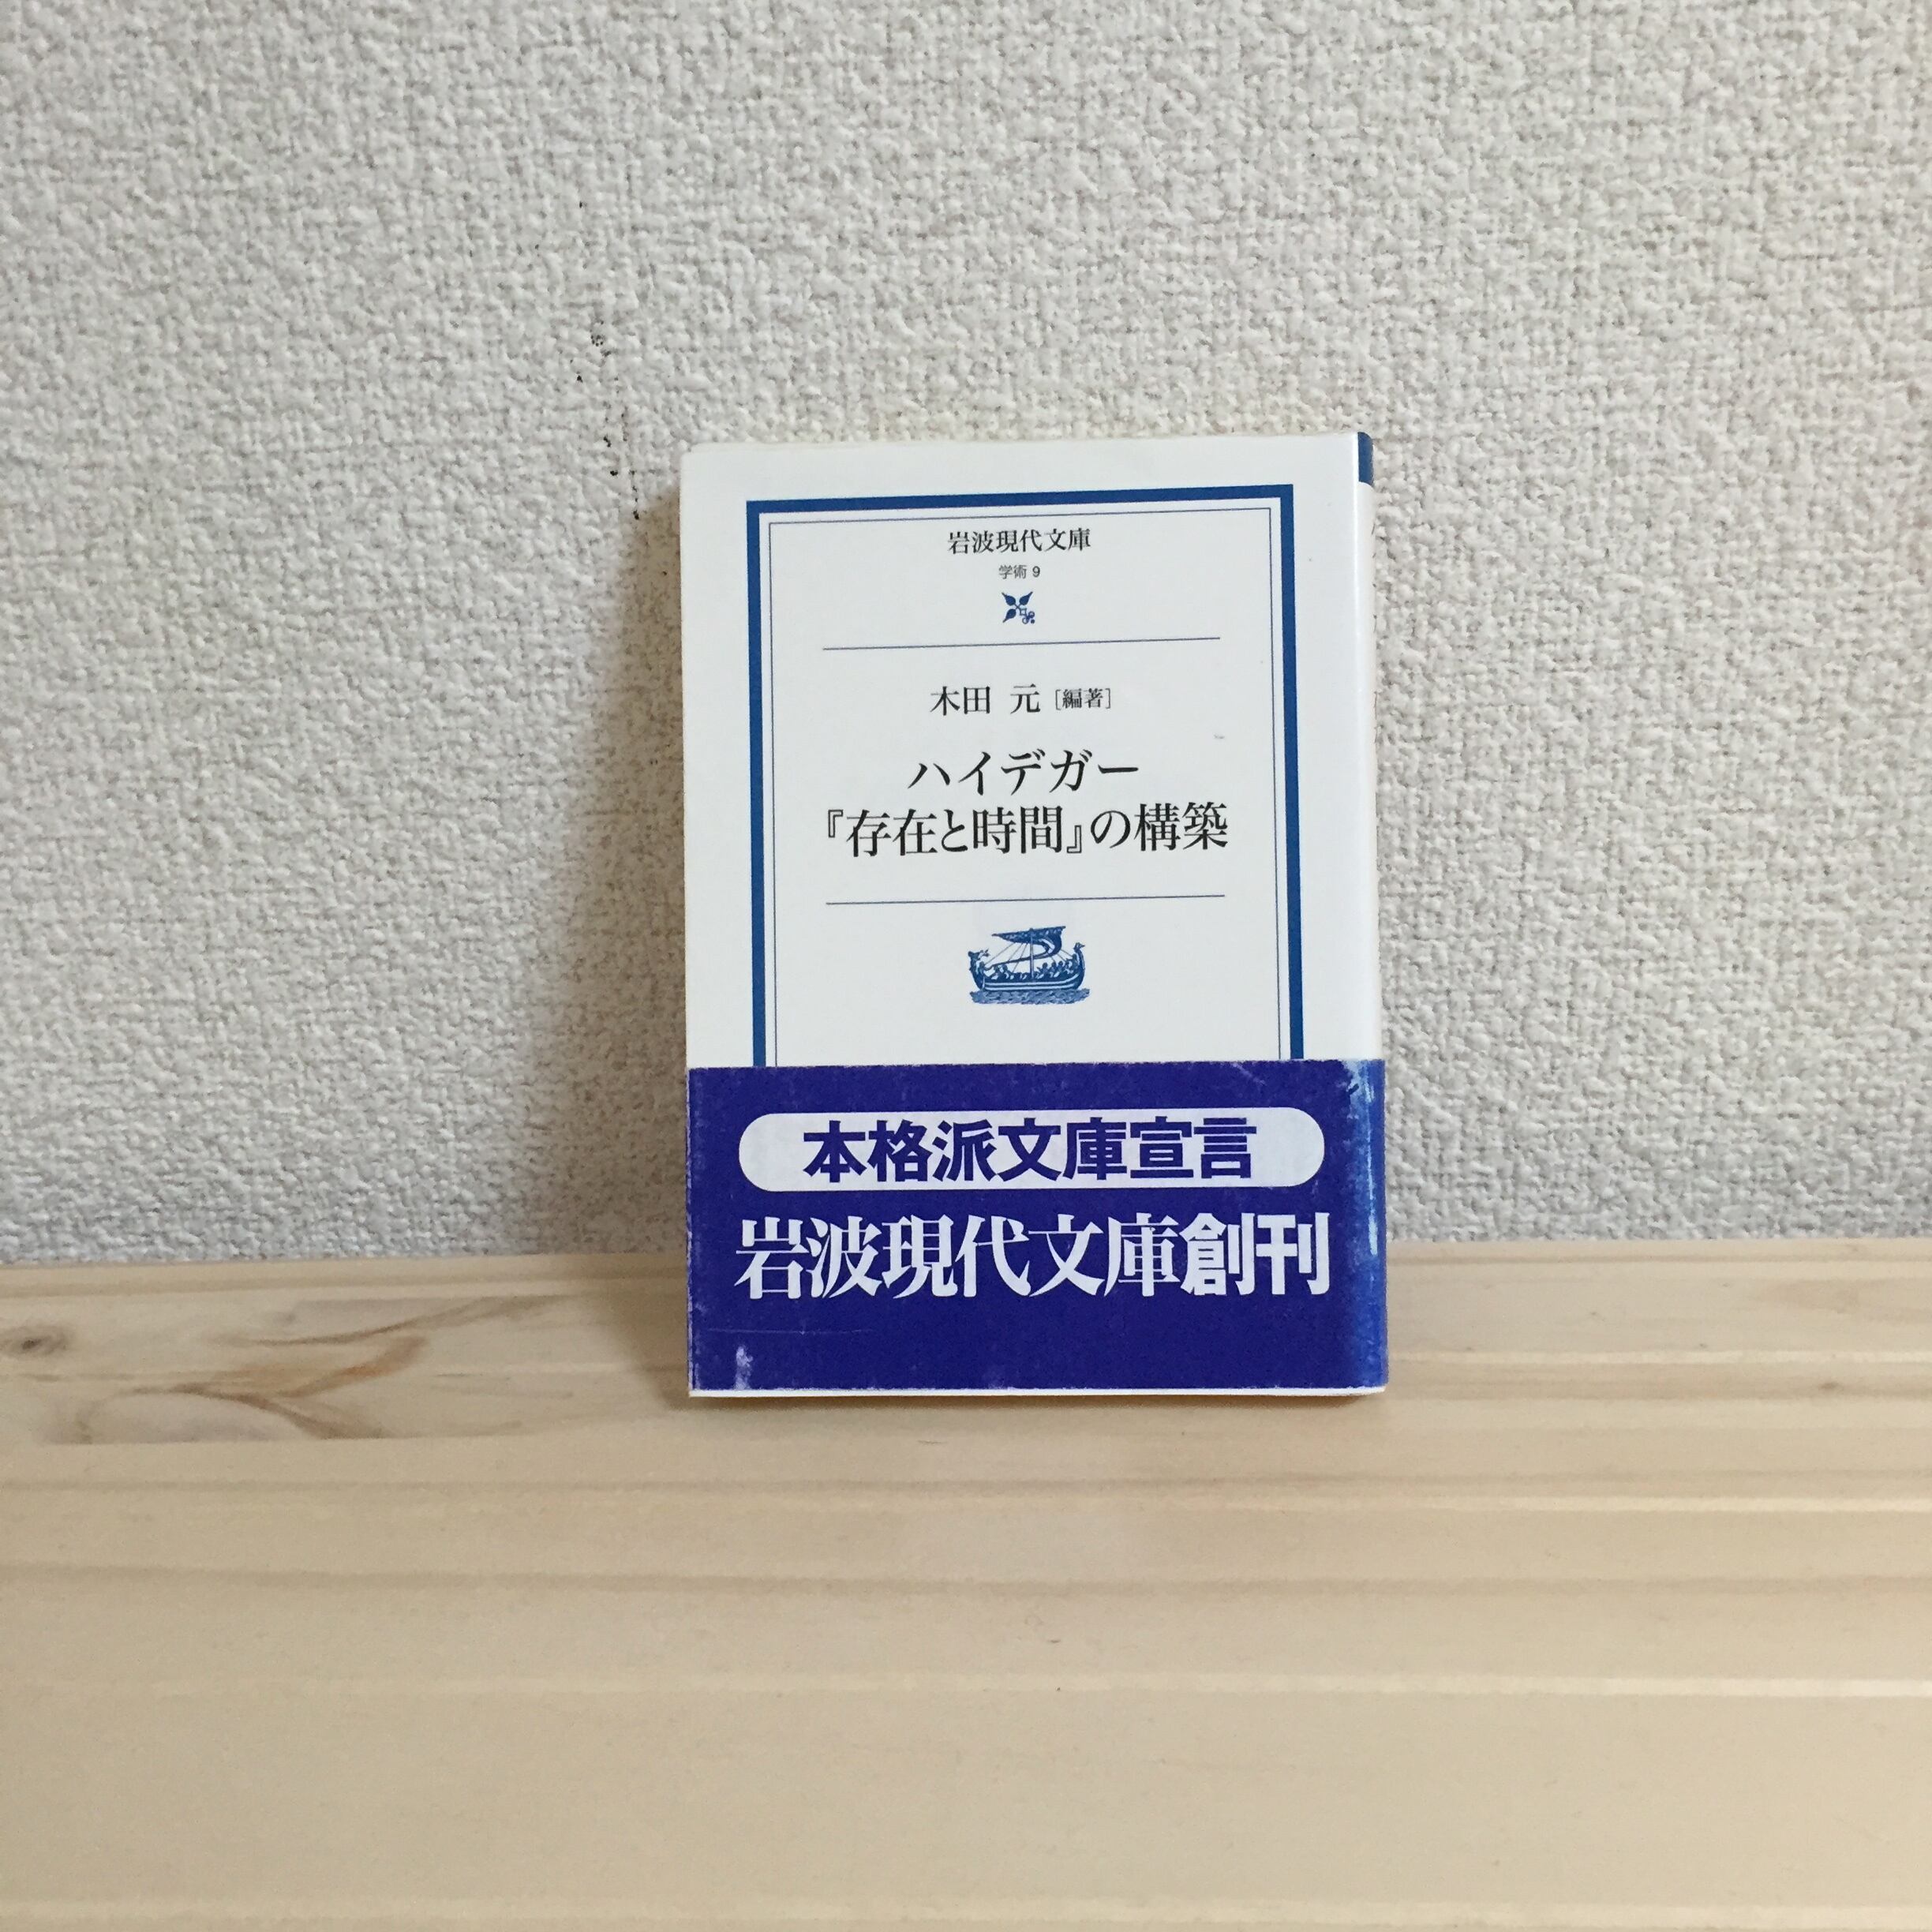 岩波現代文庫
学術 9
木田 元［編著］
ハイデガー
『存在と時間』の構築
本格派文庫宣言
岩波現代文庫創刊